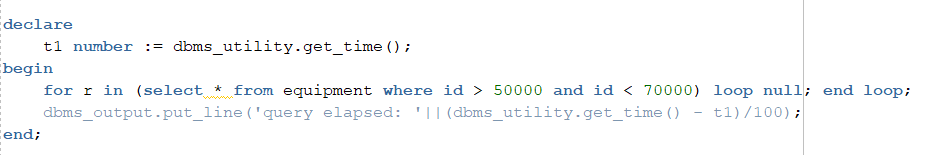 declare
    t1 number := dbms_utility.get_time();
begin
    for r in (select * from equipment where id > 50000 and id < 70000) loop null; end loop;
    dbms_output.put_line('query elapsed: '||(dbms_utility.get_time() - t1)/100);
end;